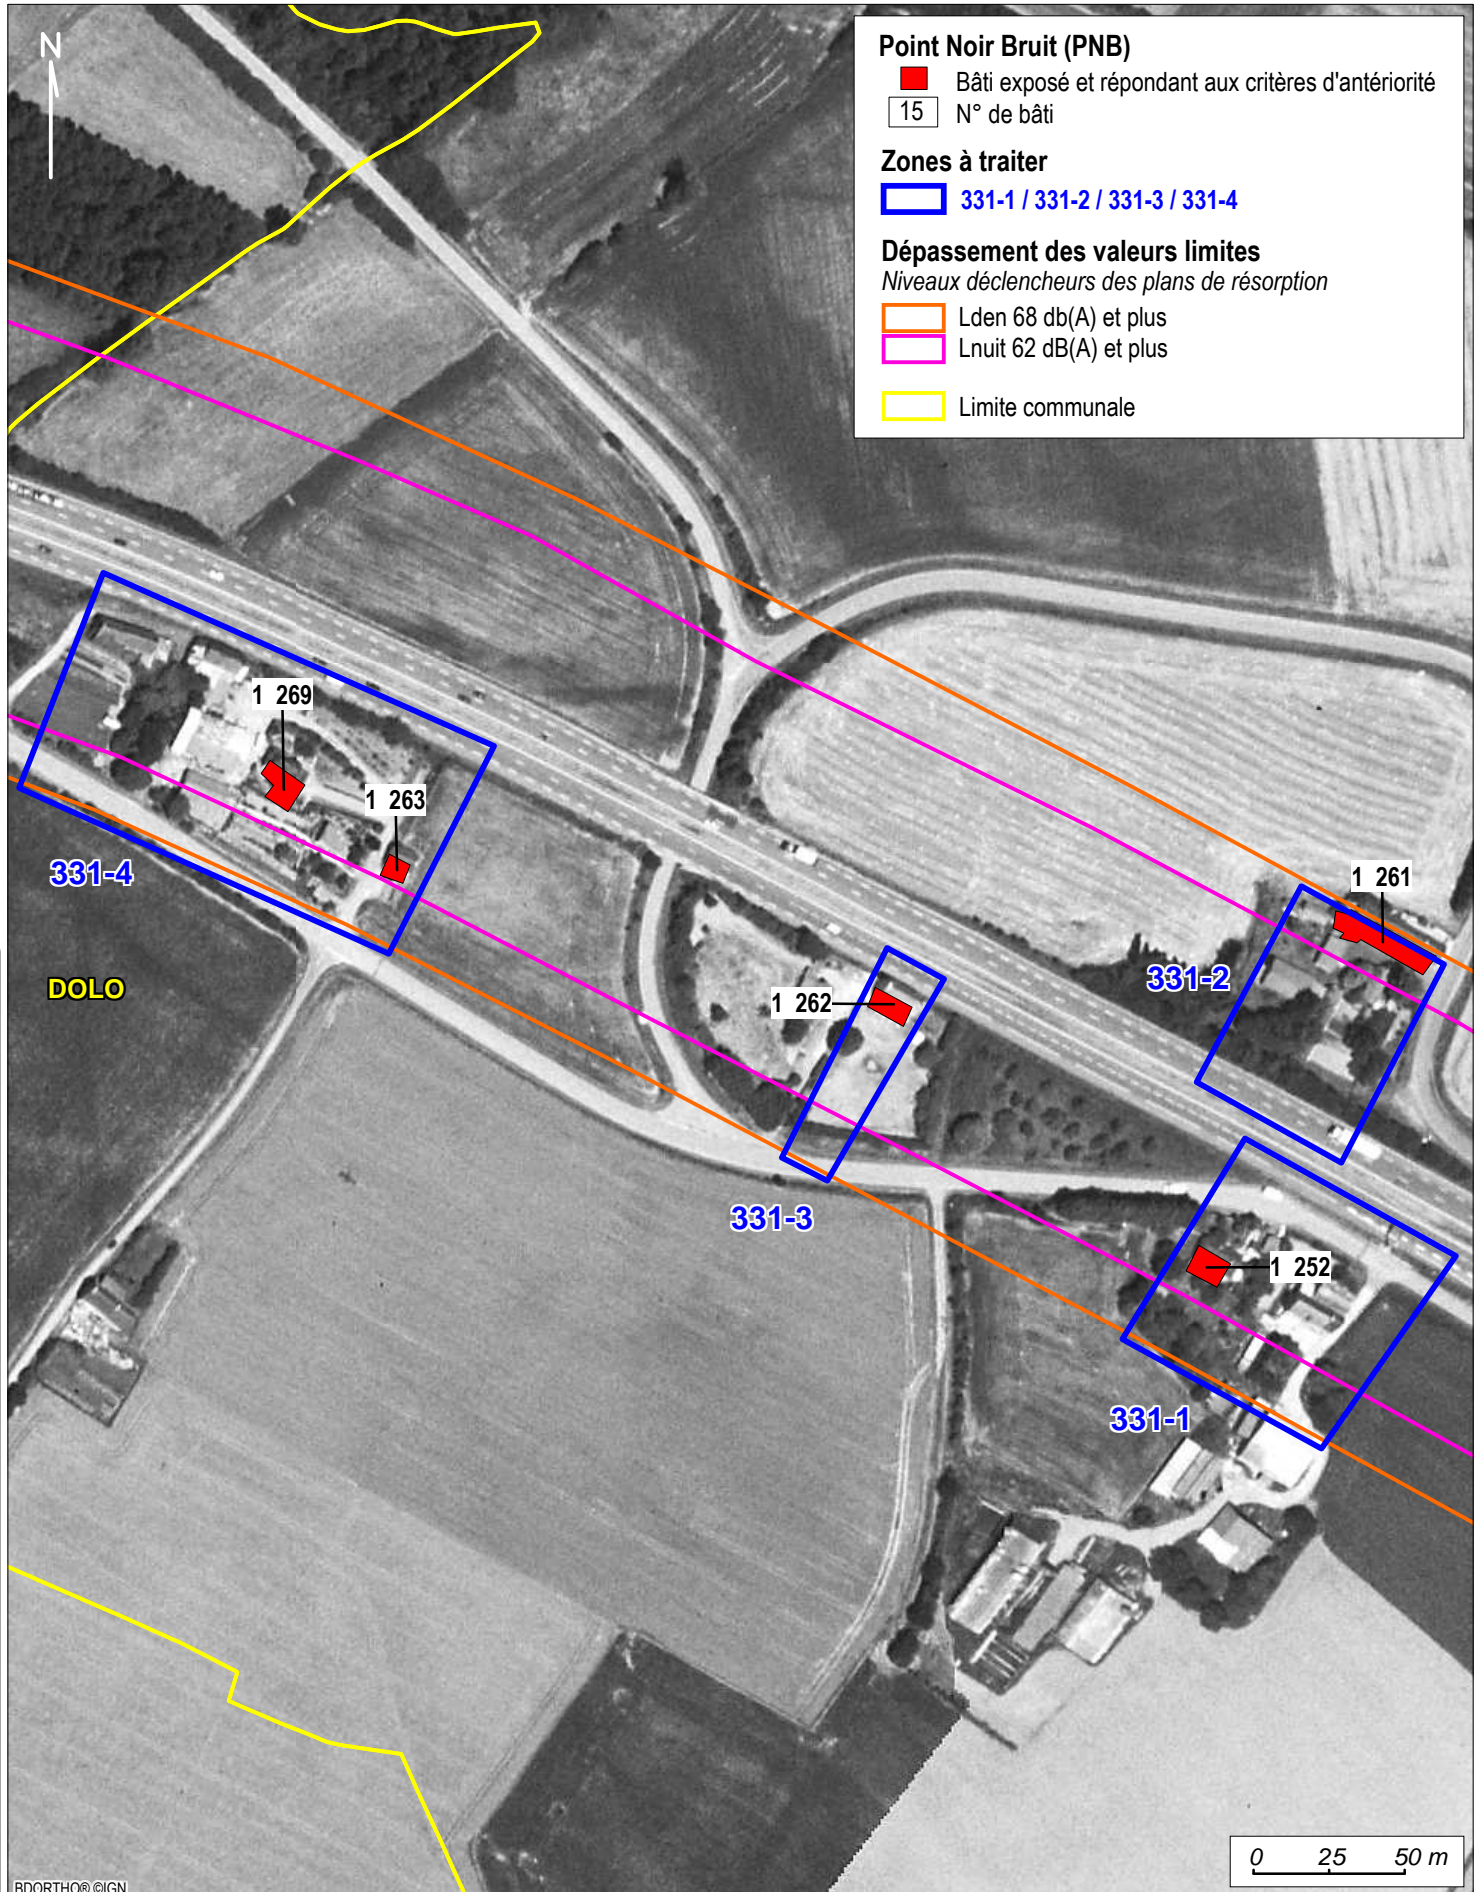 N
Point Noir Bruit (PNB)
Bâti exposé et répondant aux critères d'antériorité
15 N° de bâti
Zones à traiter
331-1 / 331-2 / 331-3 / 331-4
Dépassement des valeurs limites
Niveaux déclencheurs des plans de résorption
Lden 68 db(A) et plus
Lnuit 62 dB(A) et plus
Limite communale
1 269
1 263
331-4
DOLO
1 261
331-2
1 262
331-3
1 252
331-1
0 25 50 m
BDORTHO® ©IGN